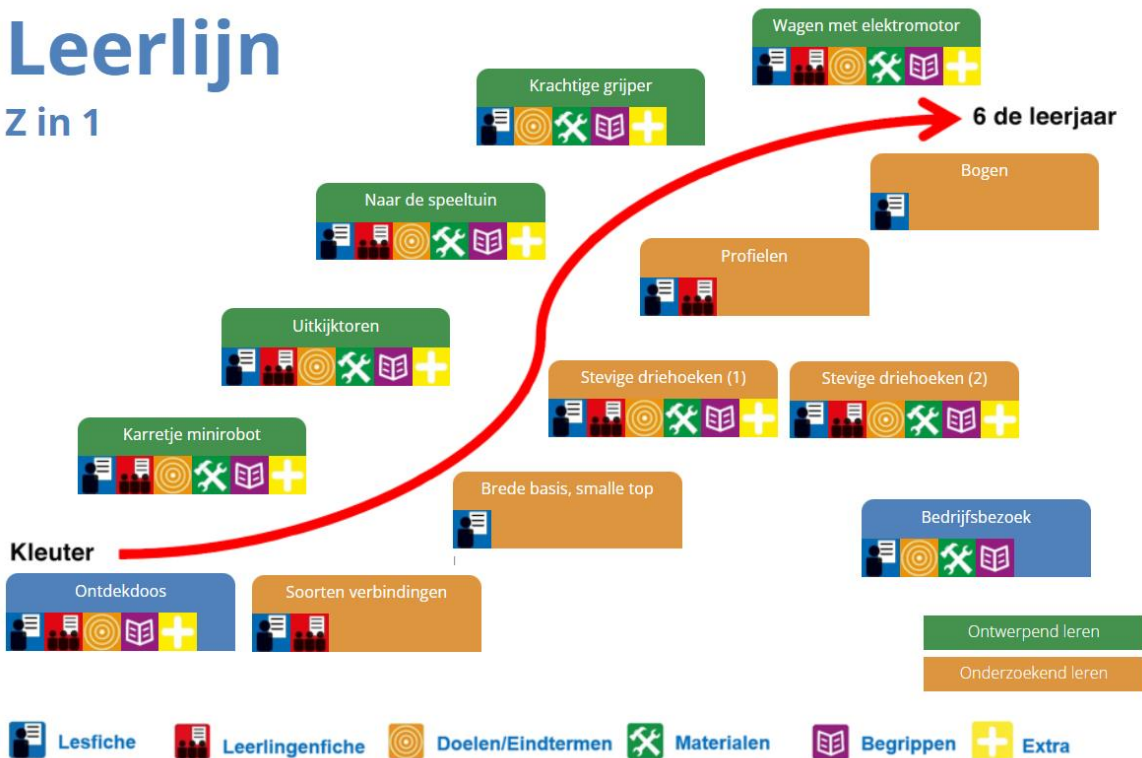 Leerlijn
Z in 1
Wagen met elektromotor
Krachtige grijper
6 de leerjaar
Bogen
Naar de speeltuin
Profielen
Uitkijktoren
Stevige driehoeken (1)
Stevige driehoeken (2)
Karretje minirobot
Brede basis, smalle top
Bedrijfsbezoek
Kleuter
Ontdekdoos
Soorten verbindingen
Ontwerpend leren
Onderzoekend leren
Lesfiche
Leerlingenfiche
Doelen/Eindtermen
Materialen
Begrippen
Extra